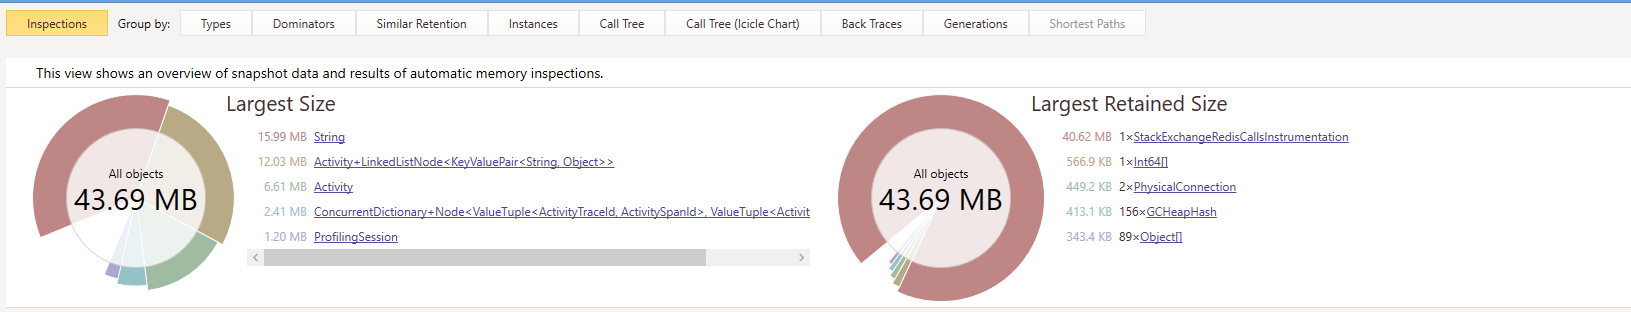 Inspections Group by: Types Dominators Similar Retention Instances Call Tree Call Tree (Icicle Chart) Back Traces Generations Shortest Paths
This view shows an overview of snapshot data and results of automatic memory inspections.
Largest Size
All objects
43.69 MB
15.99 MB String
12.03 MB Activity+LinkedListNode<KeyValuePair<String, Object>>
6.61 MB Activity
2.41 MB ConcurrentDictionary+Node<ValueTuple<ActivityTraceId, ActivitySpanId>, ValueTuple<Activit
1.20 MB ProfilingSession
Largest Retained Size
All objects
43.69 MB
40.62 MB 1×StackExchangeRedisCallsInstrumentation
566.9 KB 1×Int64[]
449.2 KB 2×PhysicalConnection
413.1 KB 156×GCHeapHash
343.4 KB 89×Object[]